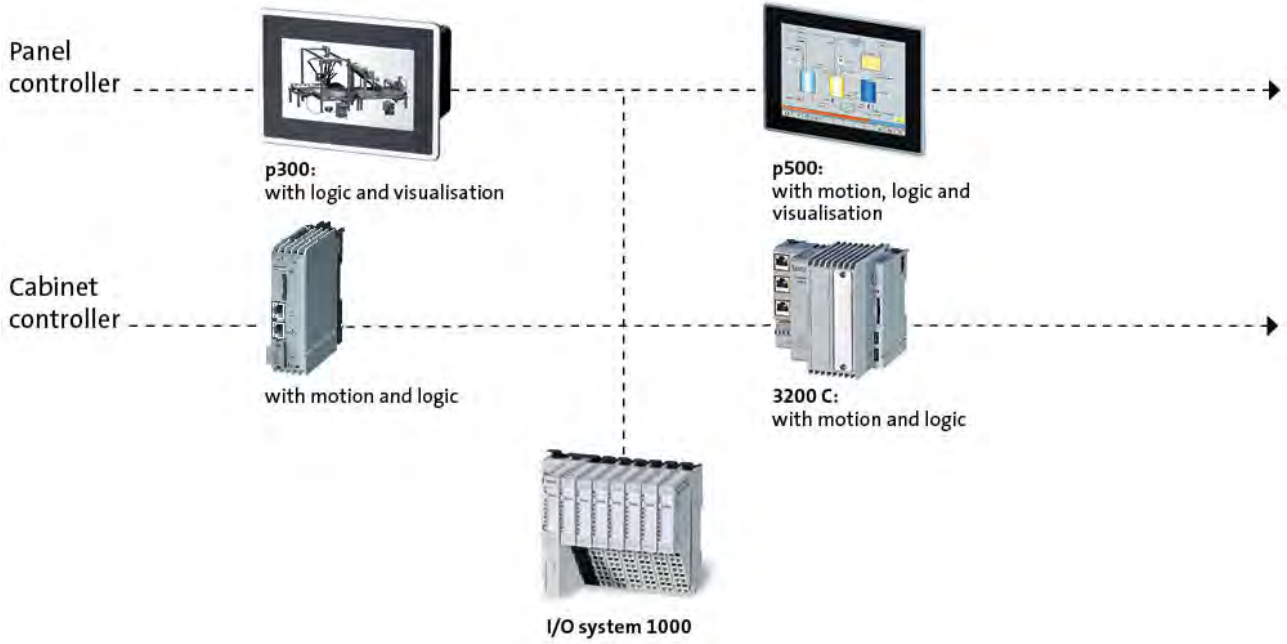 Panel
controller
p300:
with logic and visualisation
p500:
with motion, logic and
visualisation
Cabinet
controller
with motion and logic
3200 C:
with motion and logic
I/O system 1000